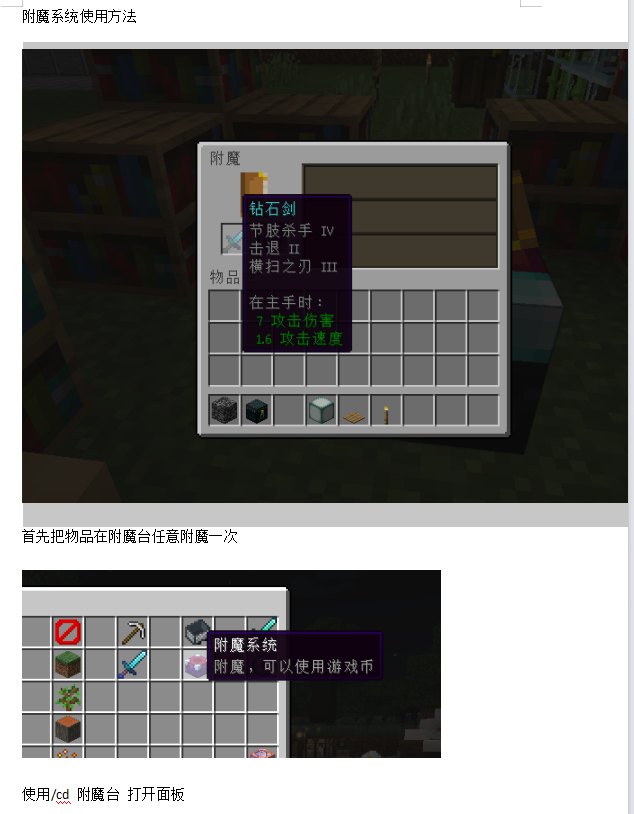 附魔系统使用方法
附魔
钻石剑
节肢杀手 IV
击退 II
横扫之刃 III
物品
在主手时：
7 攻击伤害
1.6 攻击速度
首先把物品在附魔台任意附魔一次
附魔系统
附魔，可以使用游戏币
使用/cd 附魔台 打开面板